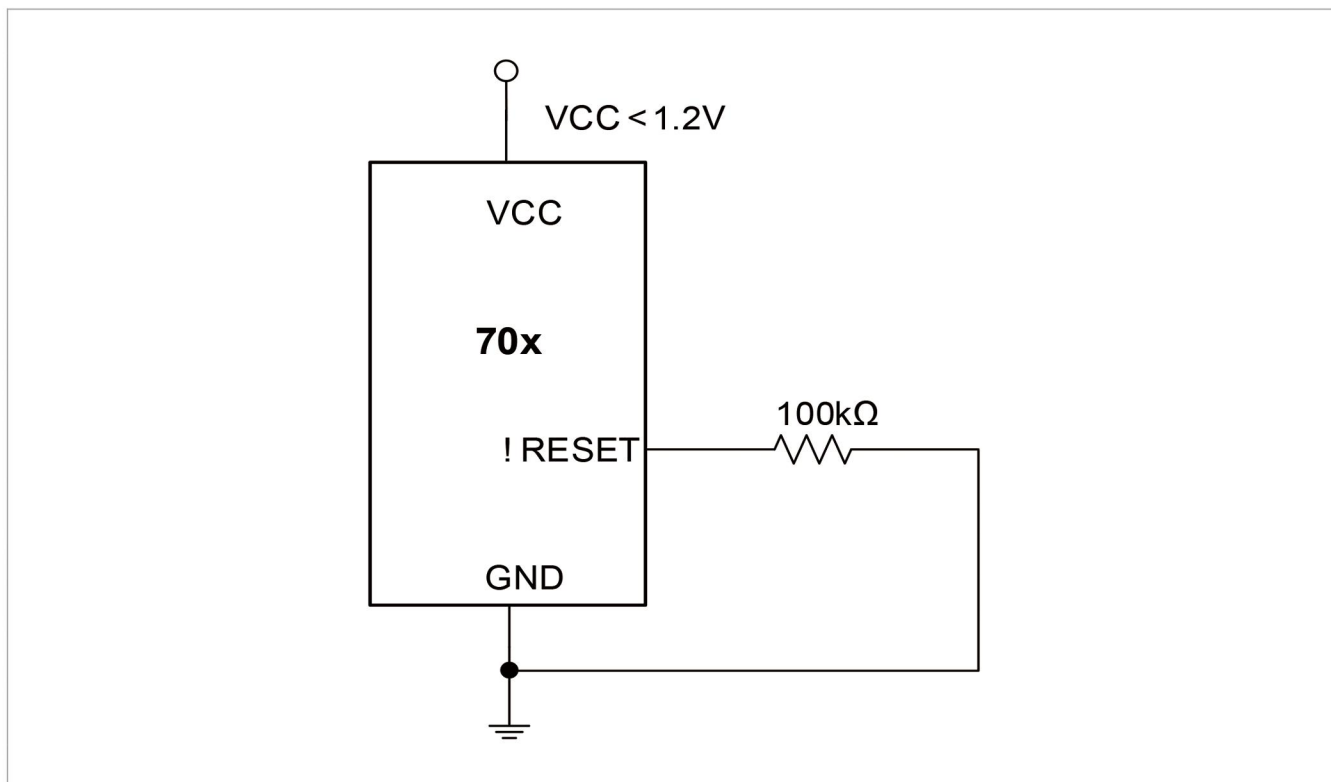 VCC < 1.2V
VCC
70x
100kΩ
! RESET
GND